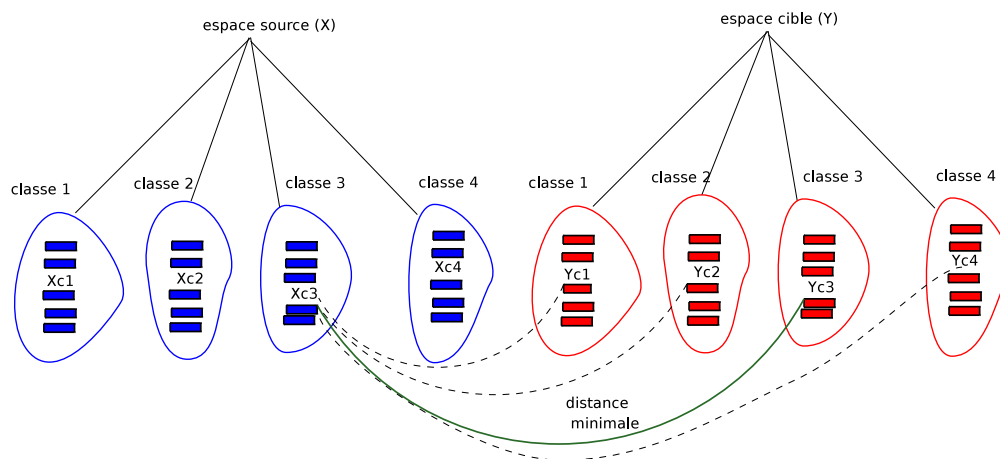 espace source (X)
espace cible (Y)
classe 1
classe 2
classe 3
classe 4
classe 1
classe 2
classe 3
classe 4
Xc1
Xc2
Xc3
Xc4
Yc1
Yc2
Yc3
Yc4
distance
minimale